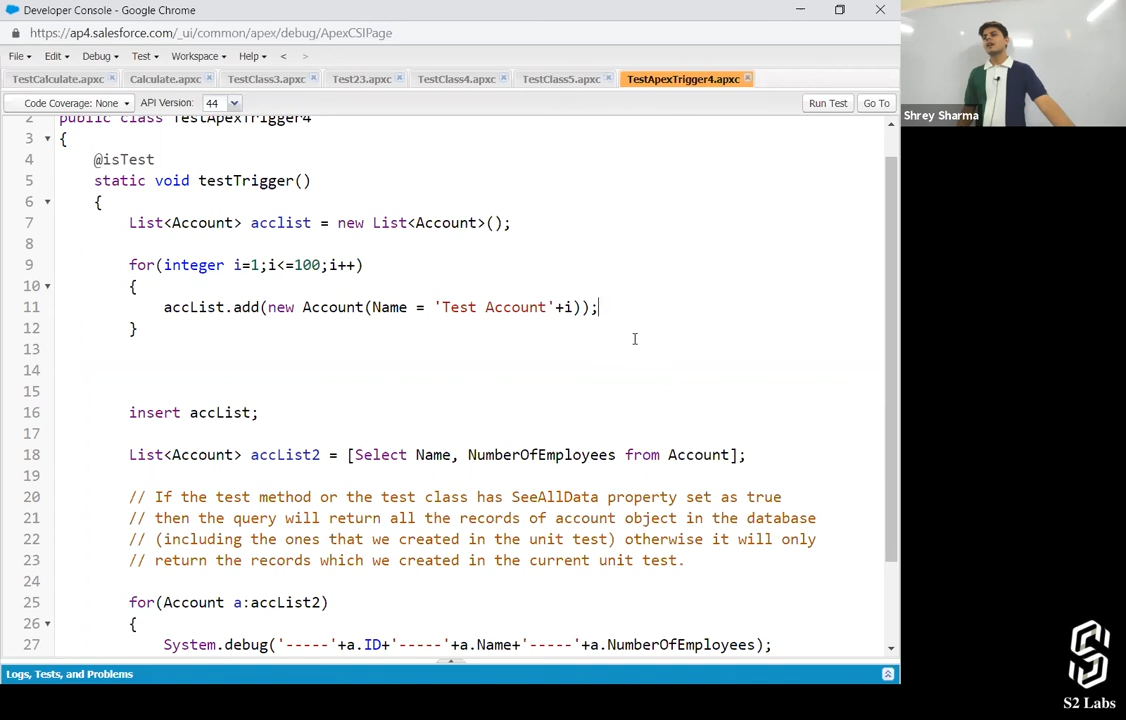 Developer Console - Google Chrome
https://ap4.salesforce.com/_ui/common/apex/debug/ApexCSIPage
File Edit Debug Test Workspace Help < >
TestCalculate.apxc Calculate.apxc TestClass3.apxc Test23.apxc TestClass4.apxc TestClass5.apxc TestApexTrigger4.apxc
Code Coverage: None API Version: 44 Run Test Go To
2 public class TestApexTrigger4
3 {
4 @isTest
5 static void testTrigger()
6 {
7 List<Account> acclist = new List<Account>();
8
9 for(integer i=1;i<=100;i++)
10 {
11 accList.add(new Account(Name = 'Test Account'+i));
12 }
13
14
15
16 insert accList;
17
18 List<Account> accList2 = [Select Name, NumberOfEmployees from Account];
19
20 // If the test method or the test class has SeeAllData property set as true
21 // then the query will return all the records of account object in the database
22 // (including the ones that we created in the unit test) otherwise it will only
23 // return the records which we created in the current unit test.
24
25 for(Account a:accList2)
26 {
27 System.debug('-----'+a.ID+'-----'+a.Name+'-----'+a.NumberOfEmployees);
Logs, Tests, and Problems
Shrey Sharma
S2 Labs